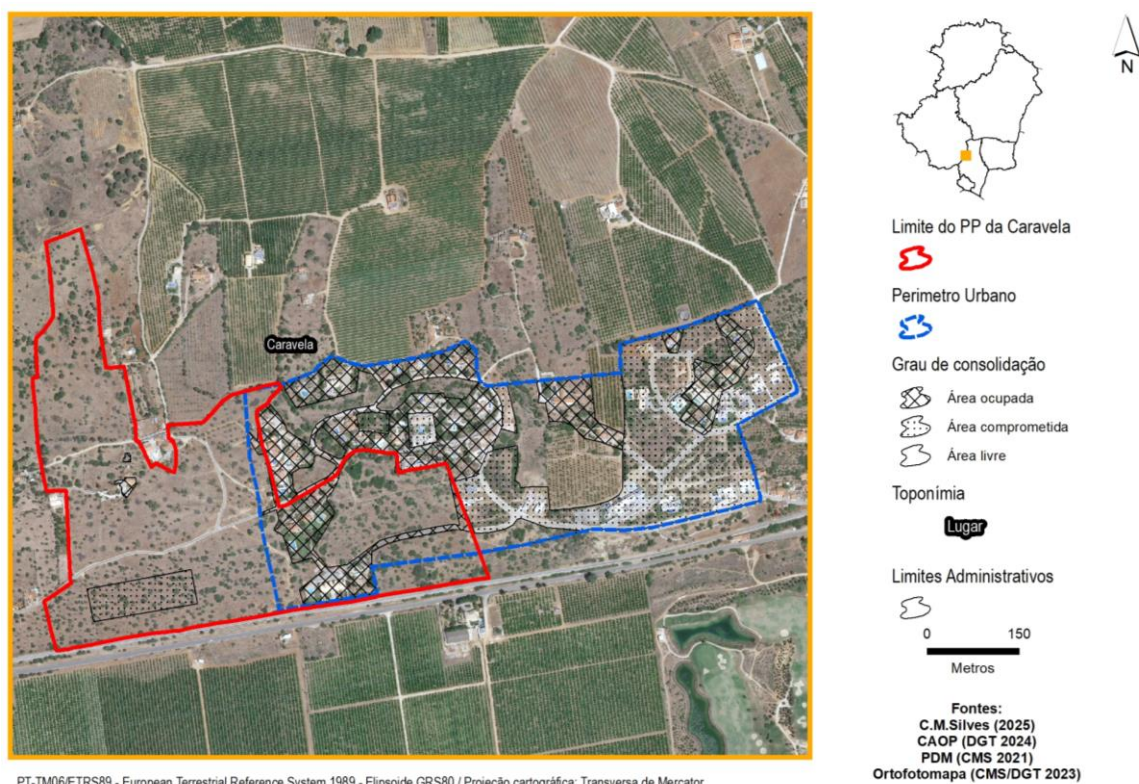 N
Limite do PP da Caravela
Perimetro Urbano
Grau de consolidação
Área ocupada
Área comprometida
Área livre
Toponímia
Lugar
Limites Administrativos
0 150
Metros
Fontes:
C.M.Silves (2025)
CAOP (DGT 2024)
PDM (CMS 2021)
Ortofotomapa (CMS/DGT 2023)
Caravela
PT-TM06/ETRS89 - European Terrestrial Reference System 1989 - Elipsoide GRS80 / Projeção cartográfica: Transversa de Mercator